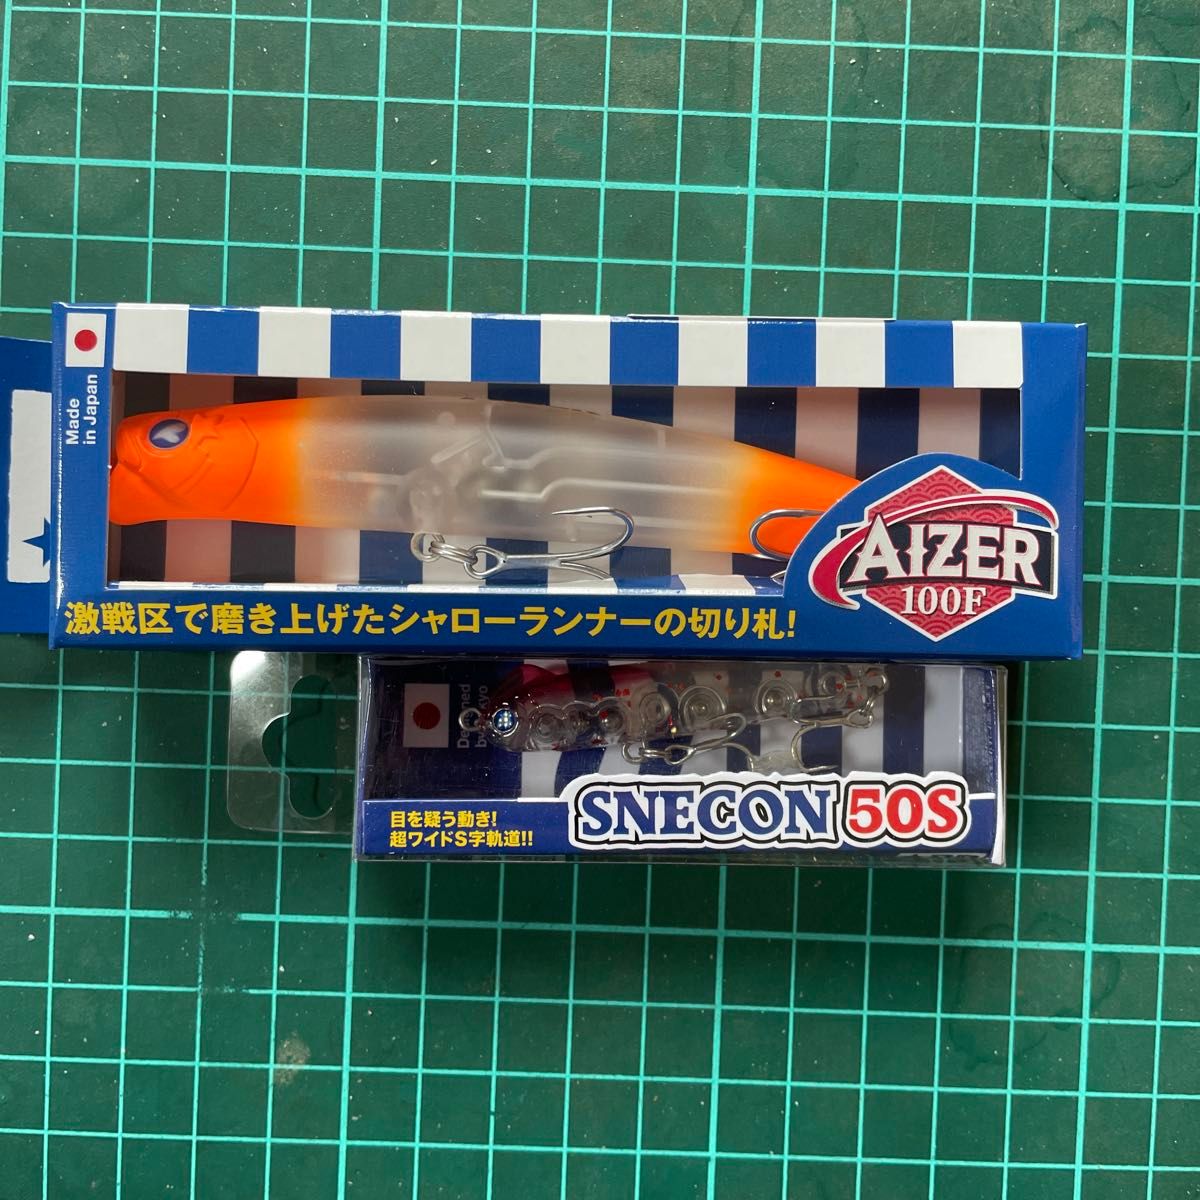 Made
in Japan
AIZER
100F
激戦区で磨き上げたシャローランナーの切り札!
目を疑う動き!
超ワイドS字軌道!!
SNECON 50S